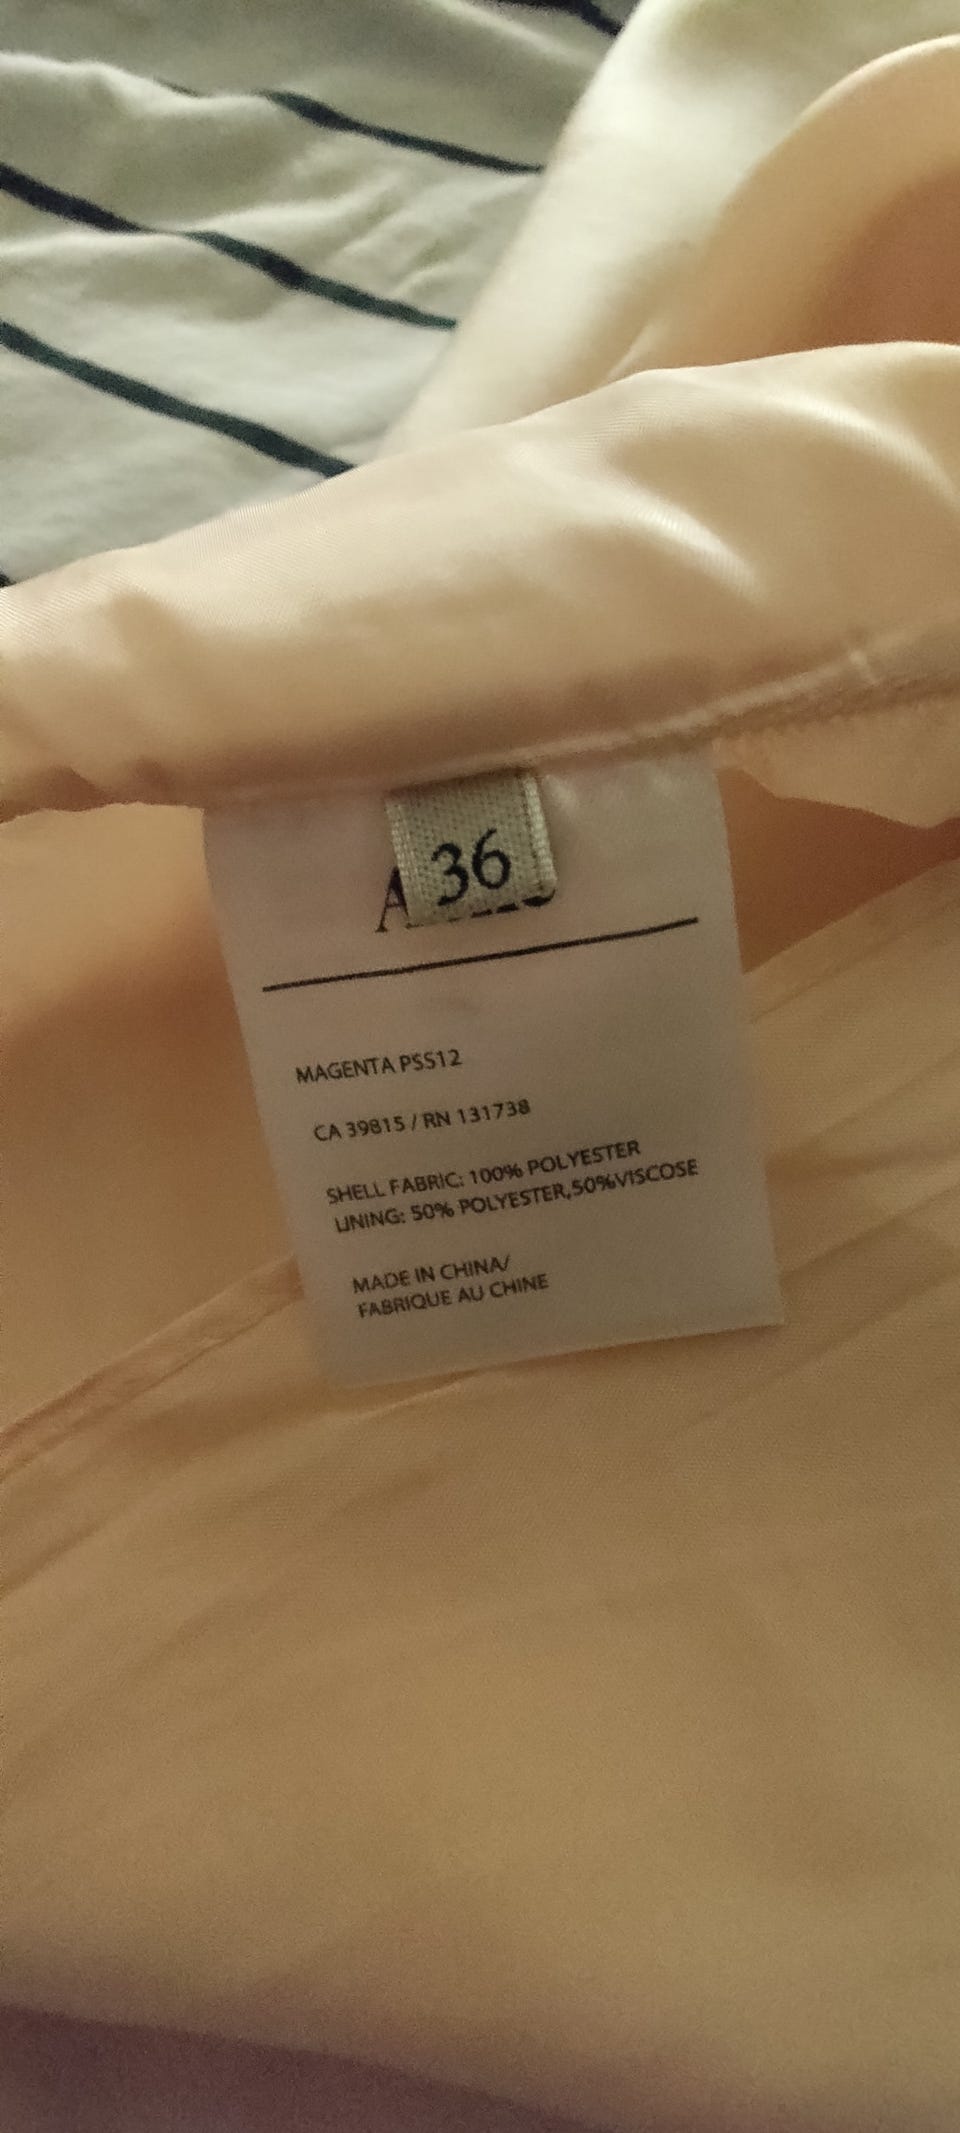 36
MAGENTA PSS12
CA 39815 / RN 131738
SHELL FABRIC: 100% POLYESTER
LINING: 50% POLYESTER,50%VISCOSE
MADE IN CHINA/
FABRIQUE AU CHINE